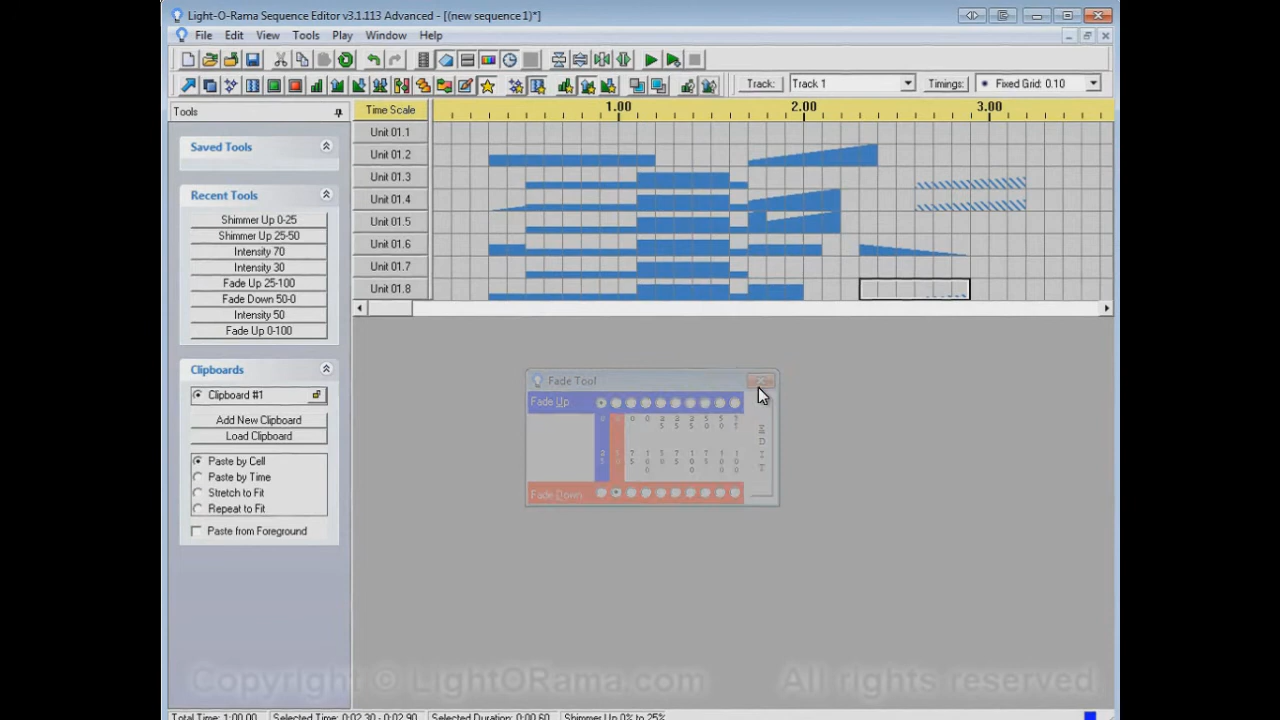 Light-O-Rama Sequence Editor v3.1.113 Advanced - [(new sequence 1)*]
File Edit View Tools Play Window Help
Track: Track 1 Timings: Fixed Grid: 0.10
Tools
Time Scale 1.00 2.00 3.00
Unit 01.1
Unit 01.2
Unit 01.3
Unit 01.4
Unit 01.5
Unit 01.6
Unit 01.7
Unit 01.8
Saved Tools
Recent Tools
Shimmer Up 0-25
Shimmer Up 25-50
Intensity 70
Intensity 30
Fade Up 25-100
Fade Down 50-0
Intensity 50
Fade Up 0-100
Clipboards
Clipboard #1
Add New Clipboard
Load Clipboard
Paste by Cell
Paste by Time
Stretch to Fit
Repeat to Fit
Paste from Foreground
Fade Tool
Fade Up
Fade Down
Copyright © LightORama.com All rights reserved
Total Time: 1:00.00 Selected Time: 0:02.30 - 0:02.90 Selected Duration: 0:00.60 Shimmer Up 0% to 25%